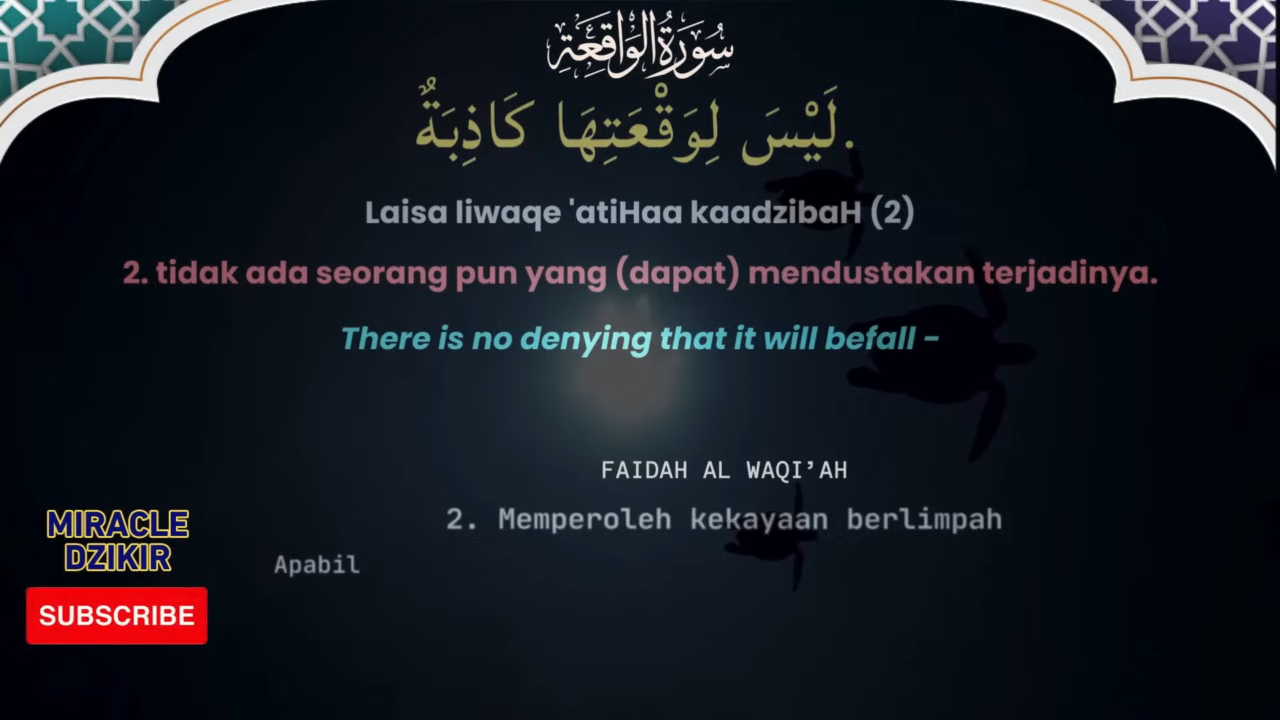 سُورَةُ الْوَاقِعَةِ
لَيْسَ لِوَقْعَتِهَا كَاذِبَةٌ.
Laisa liwaqe 'atiHaa kaadzibaH (2)
2. tidak ada seorang pun yang (dapat) mendustakan terjadinya.
There is no denying that it will befall –
FAIDAH AL WAQI’AH
2. Memperoleh kekayaan berlimpah
Apabil
MIRACLE
DZIKIR
SUBSCRIBE